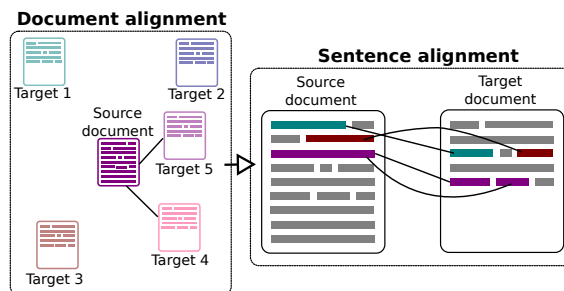 Document alignment
Target 1
Target 2
Source
document
Target 5
Target 4
Target 3
Sentence alignment
Source
document
Target
document